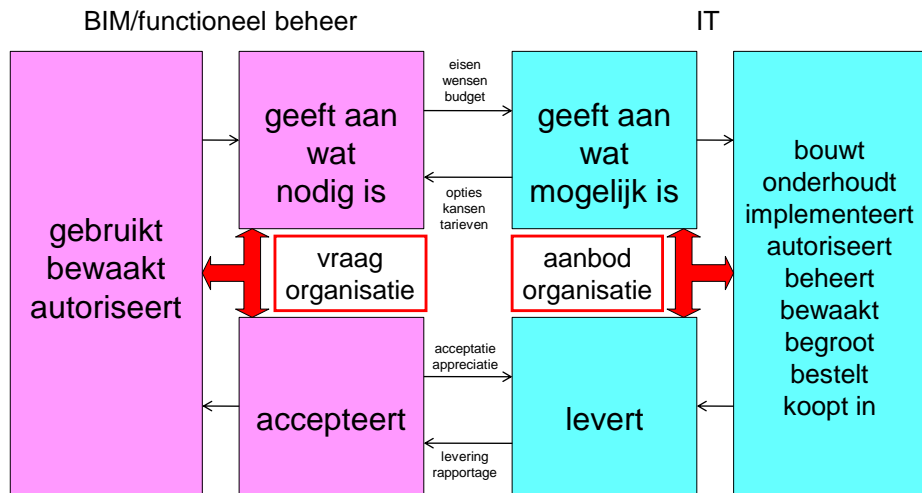 BIM/functioneel beheer
IT
gebruikt
bewaakt
autoriseert
geeft aan
wat
nodig is
eisen
wensen
budget
opties
kansen
tarieven
geeft aan
wat
mogelijk is
bouwt
onderhoudt
implementeert
autoriseert
beheert
bewaakt
begroot
bestelt
koopt in
vraag
organisatie
aanbod
organisatie
accepteert
acceptatie
appreciatie
levering
rapportage
levert